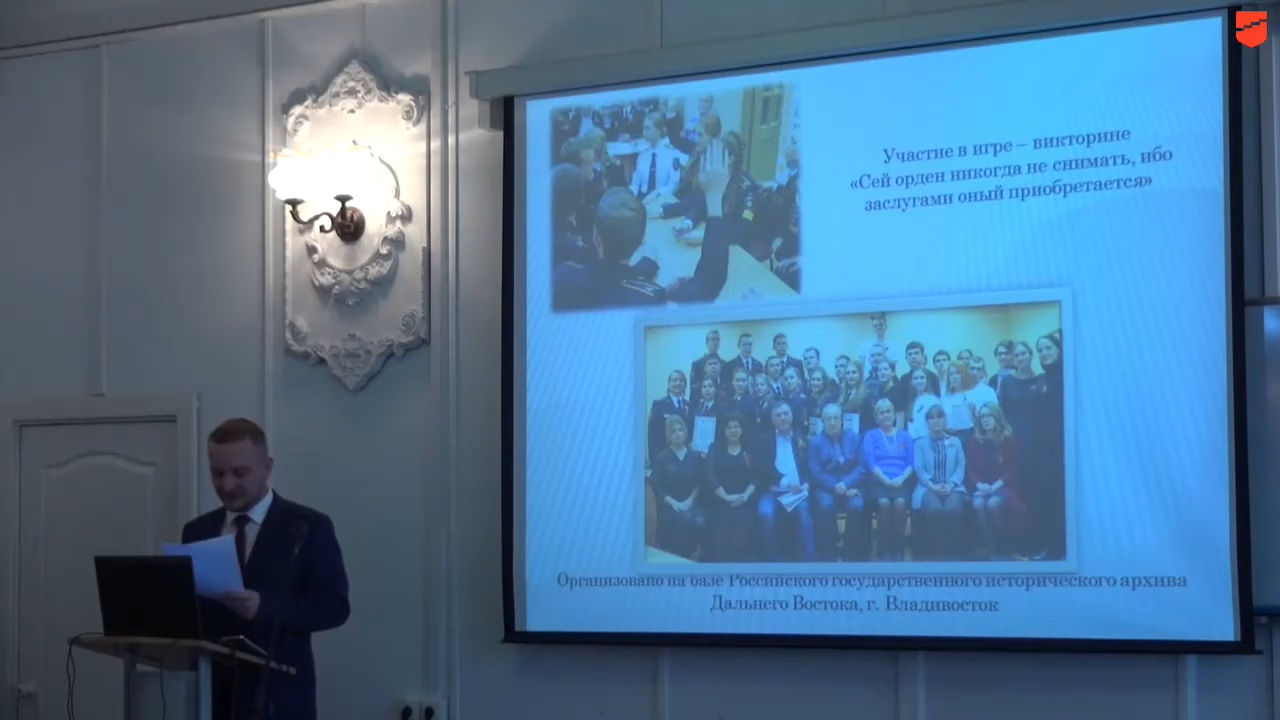 Участие в игре – викторине
«Сей орден никогда не снимать, ибо
заслугами оный приобретается»
Организовано на базе Российского государственного исторического архива
Дальнего Востока, г. Владивосток